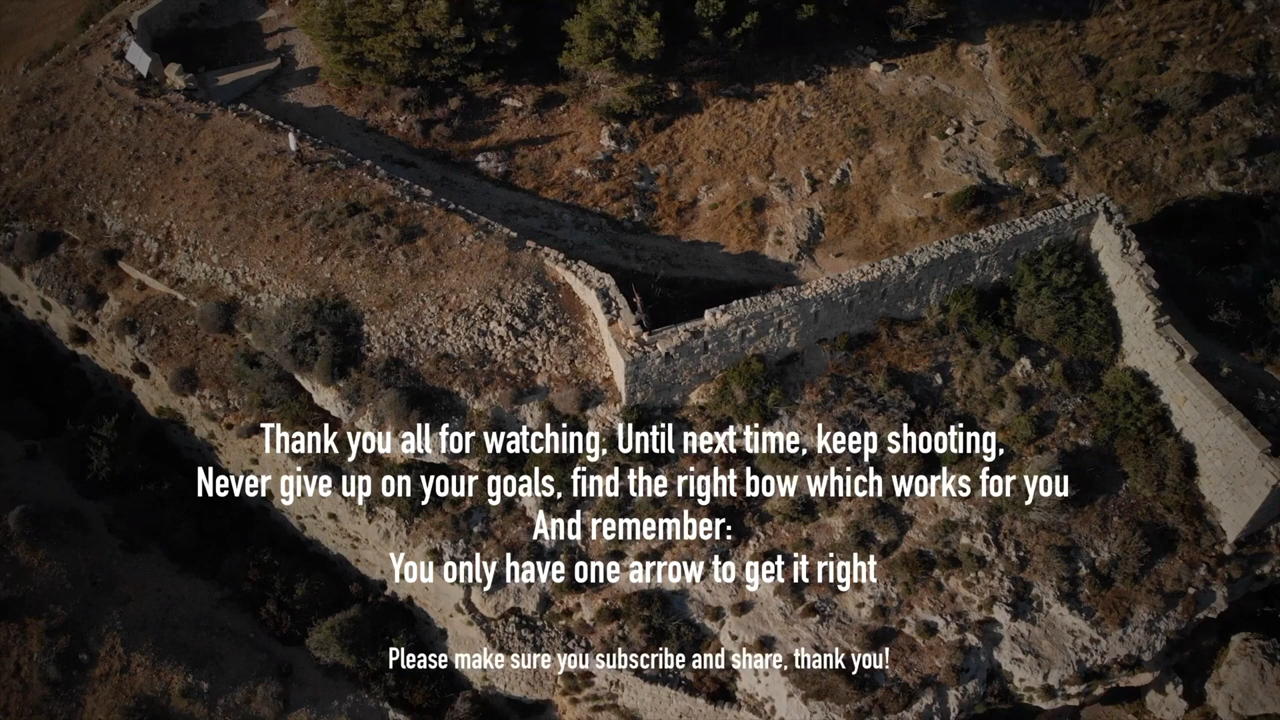 Thank you all for watching, Until next time, keep shooting,
Never give up on your goals, find the right bow which works for you
And remember:
You only have one arrow to get it right
Please make sure you subscribe and share, thank you!